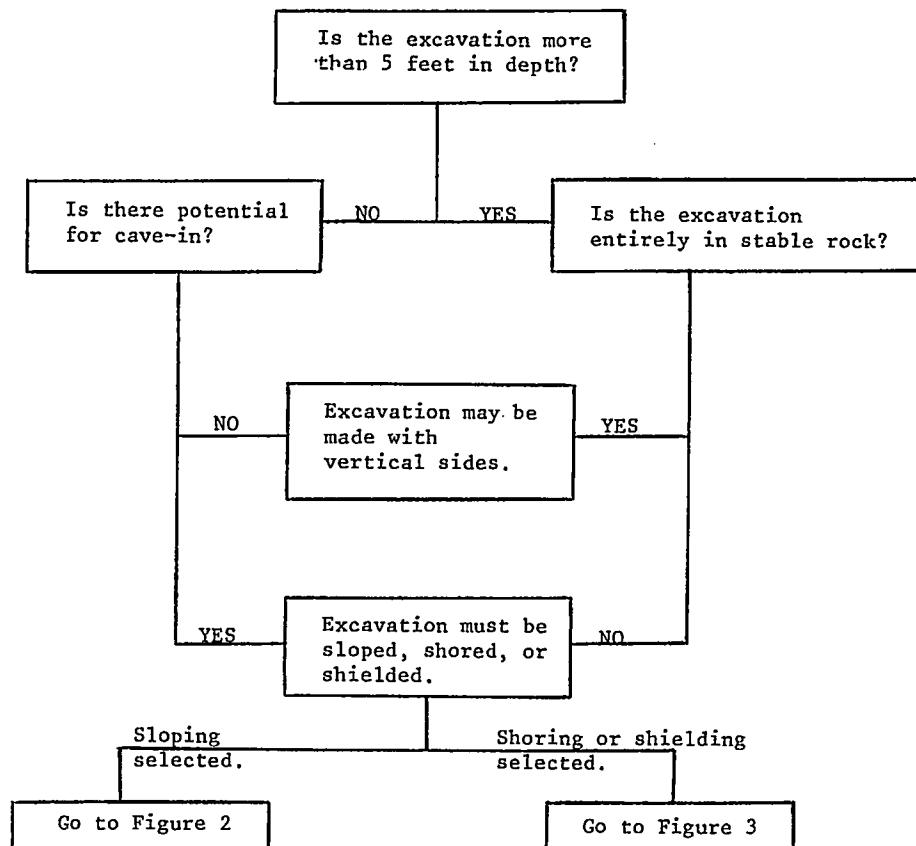 Is the excavation more
than 5 feet in depth?
Is there potential
for cave-in?
NO
YES
Is the excavation
entirely in stable rock?
NO
Excavation may be
made with
vertical sides.
YES
YES
Excavation must be
sloped, shored, or
shielded.
NO
Sloping
selected.
Shoring or shielding
selected.
Go to Figure 2
Go to Figure 3